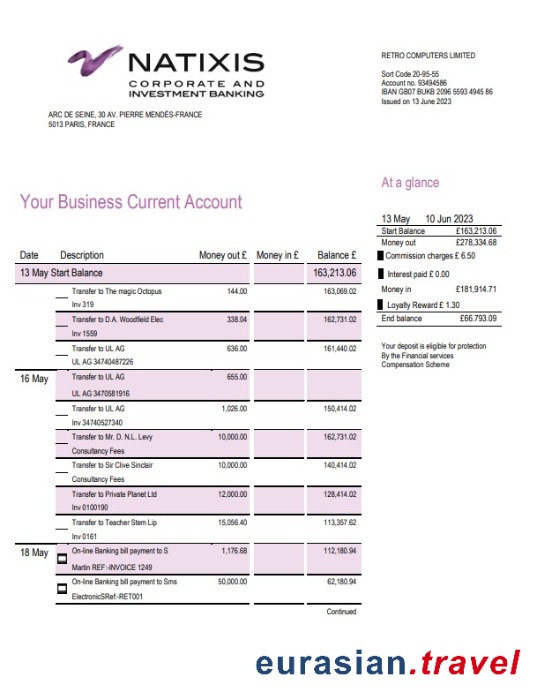 NATIXIS
CORPORATE AND
INVESTMENT BANKING
ARC DE SEINE, 30 AV. PIERRE MENDÈS-FRANCE
5013 PARIS, FRANCE
RETRO COMPUTERS LIMITED
Sort Code 20-95-55
Account no. 93494586
IBAN GB07 BUKB 2096 5593 4945 86
Issued on 13 June 2023
At a glance
13 May 10 Jun 2023
Start Balance £163,213.06
Money out £278,334.68
Commission charges £ 6.50
Interest paid £ 0.00
Money in £181,914.71
Loyalty Reward £ 1.30
End balance £66.793.09
Your deposit is eligible for protection
By the Financial services
Compensation Scheme
Your Business Current Account
Date Description Money out £ Money in £ Balance £
13 May Start Balance 163,213.06
Transfer to The magic Octopus 144.00 163,069.02
Inv 319
Transfer to D.A. Woodfield Elec 338.04 162,731.02
Inv 1559
Transfer to UL AG 636.00 161,440.02
UL AG 34740487226
16 May Transfer to UL AG 655.00
UL AG 3470581916
Transfer to UL AG 1,026.00 150,414.02
Inv 34740527340
Transfer to Mr. D. N.L. Levy 10,000.00 162,731.02
Consultancy Fees
Transfer to Sir Clive Sinclair 10,000.00 140,414.02
Consultancy Fees
Transfer to Private Planet Ltd 12,000.00 128,414.02
Inv 0100190
Transfer to Teacher Stem Lip 15,056.40 113,357.62
Inv 0161
18 May On-line Banking bill payment to S 1,176.68 112,180.94
Martin REF:-INVOICE 1249
On-line Banking bill payment to Sms 50,000.00 62,180.94
ElectronicSRef:-RET001
Continued
eurasian.travel